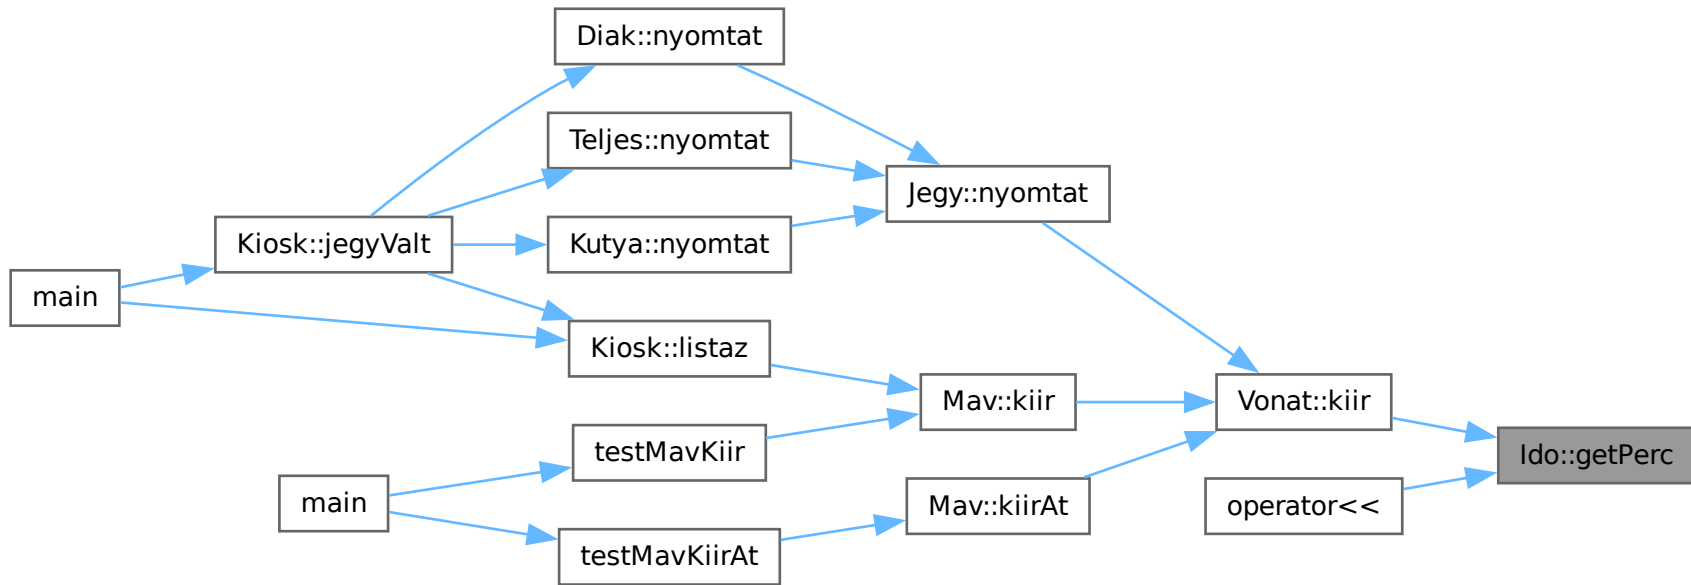 Diak::nyomtat
Teljes::nyomtat
Jegy::nyomtat
Kiosk::jegyValt
Kutya::nyomtat
main
Kiosk::listaz
Mav::kiir
Vonat::kiir
testMavKiir
Ido::getPerc
main
Mav::kiirAt
operator<<
testMavKiirAt